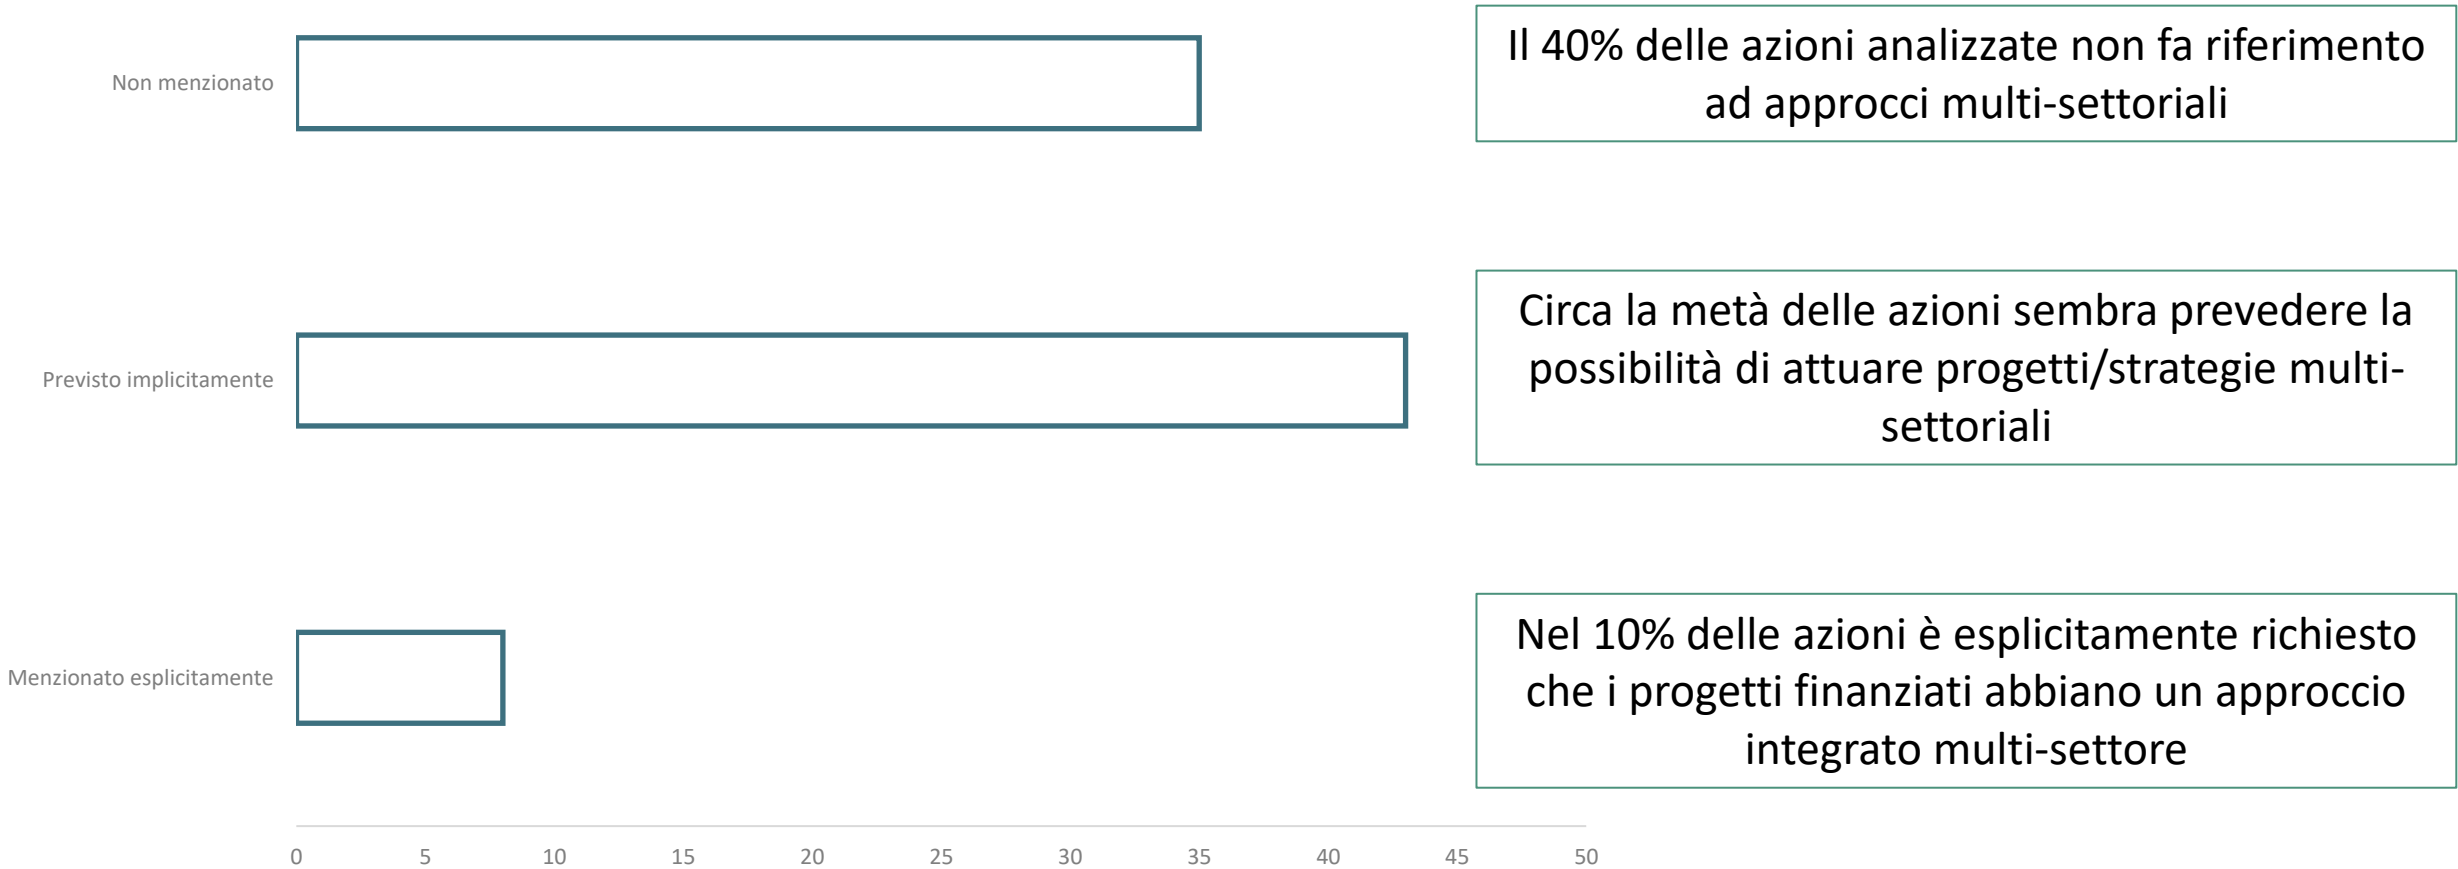 Non menzionato
Il 40% delle azioni analizzate non fa riferimento
ad approcci multi-settoriali
Previsto implicitamente
Circa la metà delle azioni sembra prevedere la
possibilità di attuare progetti/strategie multi-
settoriali
Menzionato esplicitamente
Nel 10% delle azioni è esplicitamente richiesto
che i progetti finanziati abbiano un approccio
integrato multi-settore
0 5 10 15 20 25 30 35 40 45 50